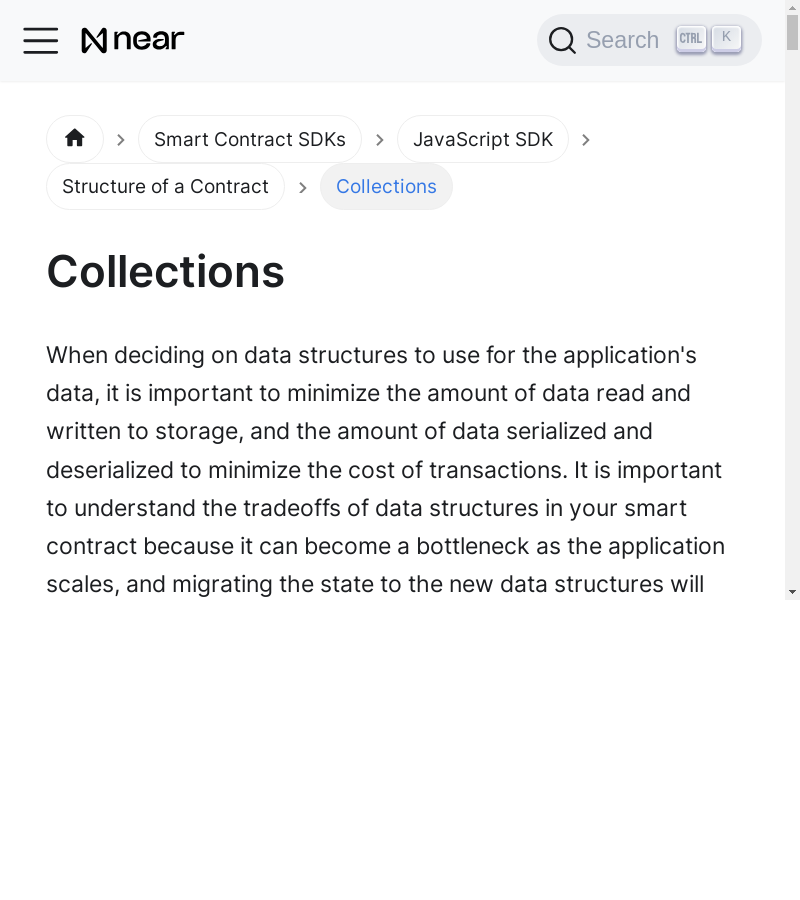 near
Search CTRL K
Smart Contract SDKs
JavaScript SDK
Structure of a Contract
Collections
Collections
When deciding on data structures to use for the application's
data, it is important to minimize the amount of data read and
written to storage, and the amount of data serialized and
deserialized to minimize the cost of transactions. It is important
to understand the tradeoffs of data structures in your smart
contract because it can become a bottleneck as the application
scales, and migrating the state to the new data structures will